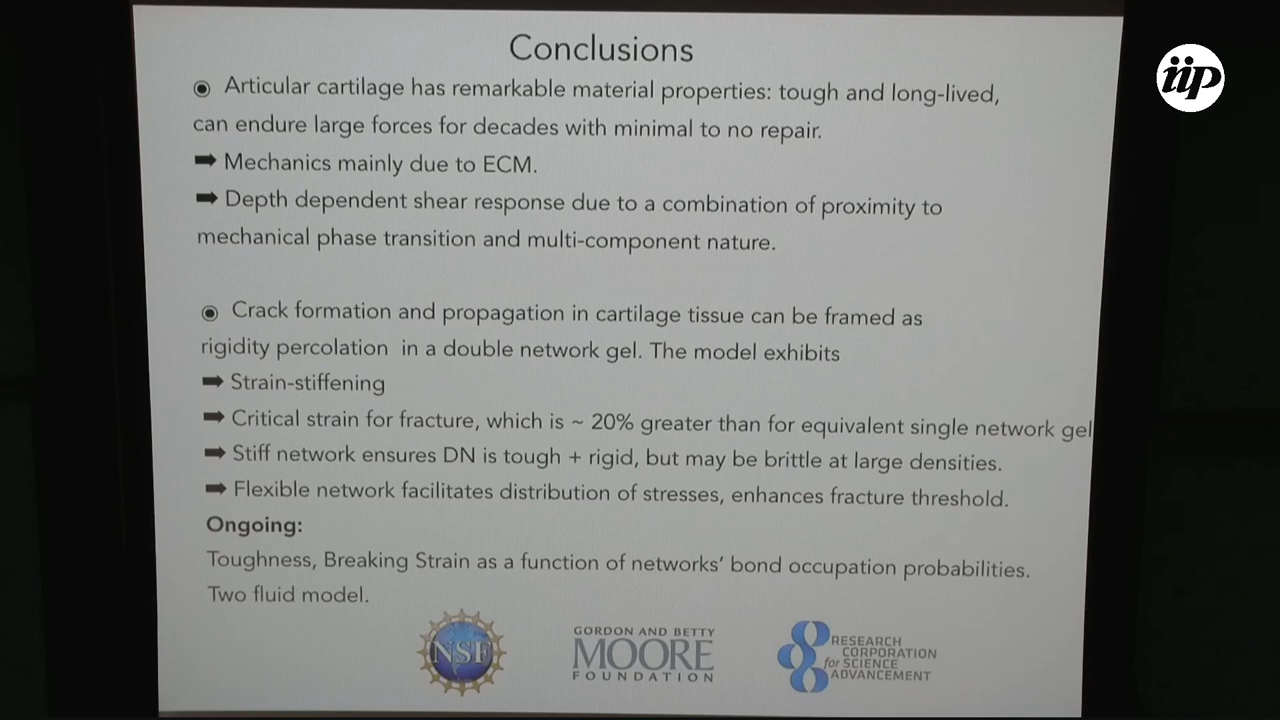 Conclusions
iip
◉ Articular cartilage has remarkable material properties: tough and long-lived,
can endure large forces for decades with minimal to no repair.
➡ Mechanics mainly due to ECM.
➡ Depth dependent shear response due to a combination of proximity to
mechanical phase transition and multi-component nature.
◉ Crack formation and propagation in cartilage tissue can be framed as
rigidity percolation in a double network gel. The model exhibits
➡ Strain-stiffening
➡ Critical strain for fracture, which is ~ 20% greater than for equivalent single network gel
➡ Stiff network ensures DN is tough + rigid, but may be brittle at large densities.
➡ Flexible network facilitates distribution of stresses, enhances fracture threshold.
Ongoing:
Toughness, Breaking Strain as a function of networks’ bond occupation probabilities.
Two fluid model.
NSF
GORDON AND BETTY
MOORE
FOUNDATION
RESEARCH
CORPORATION
for SCIENCE
ADVANCEMENT